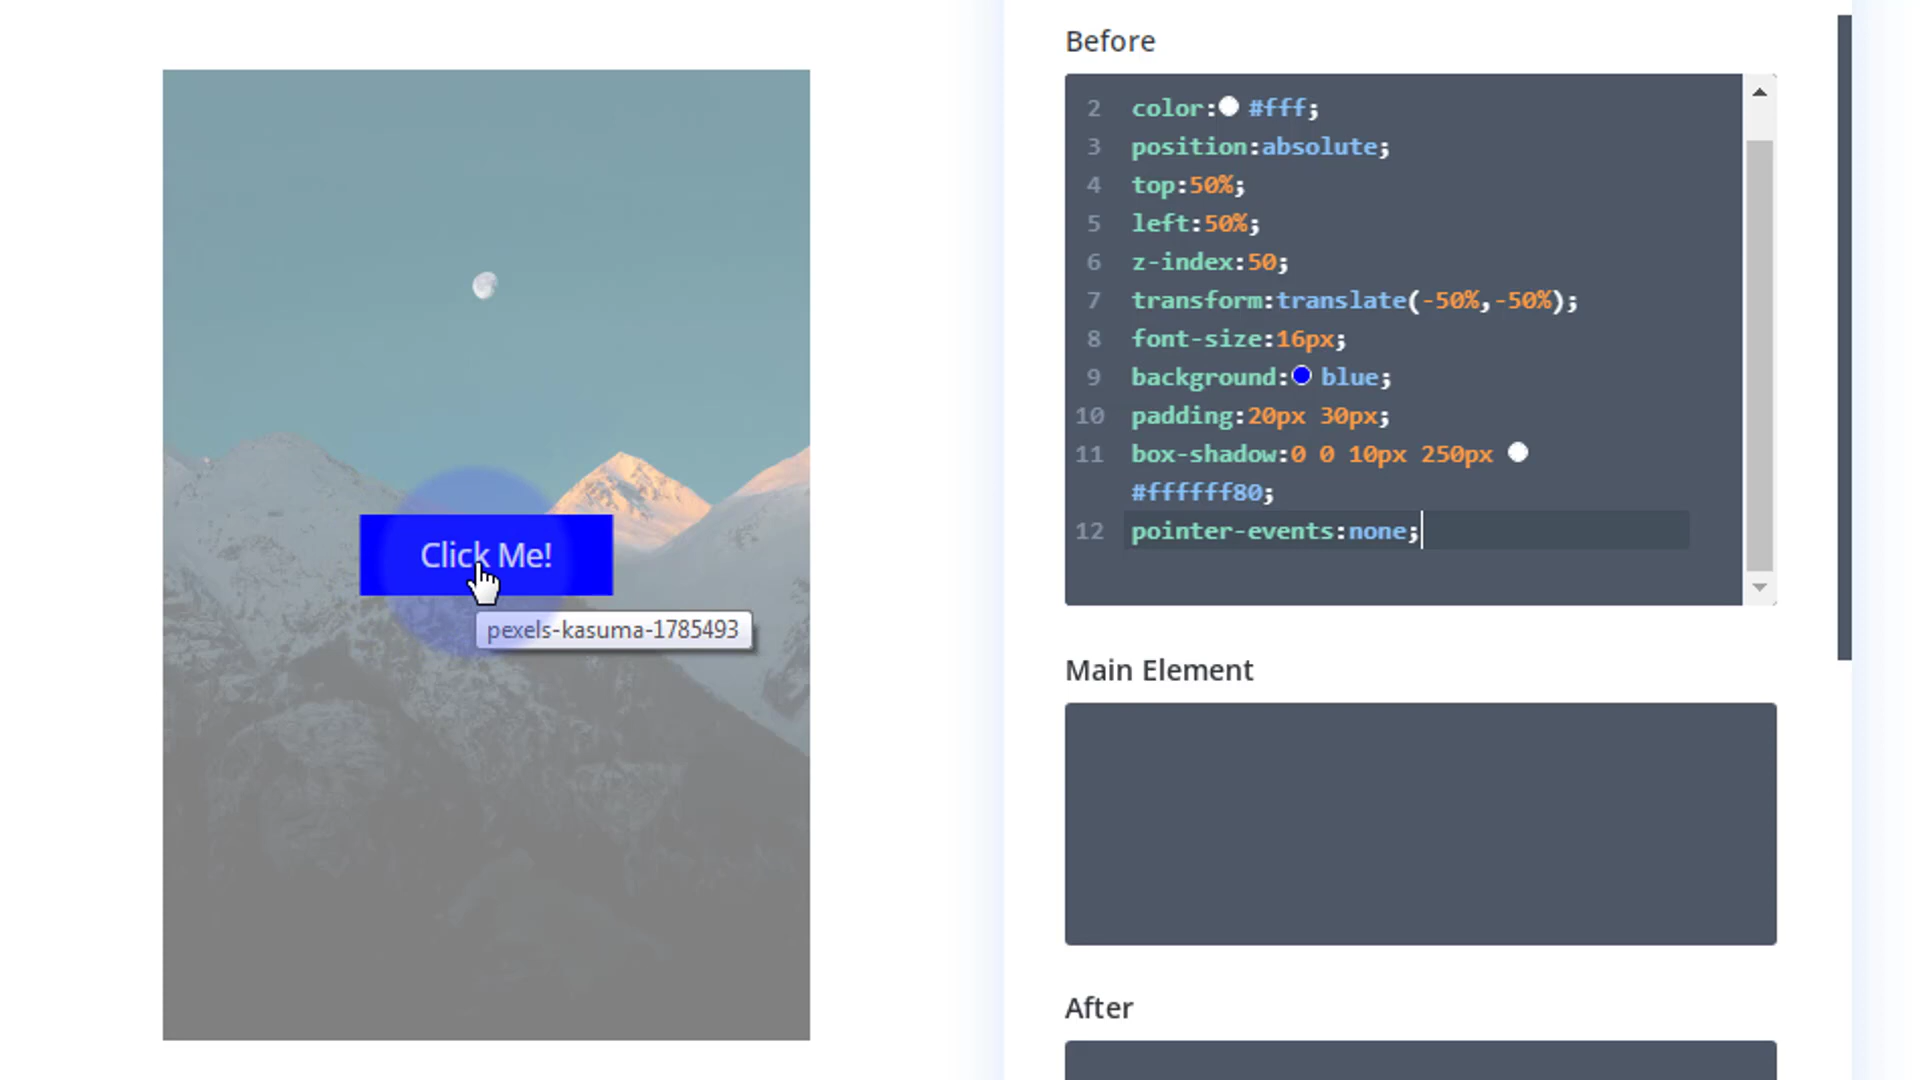 Before
2 color: #fff;
3 position:absolute;
4 top:50%;
5 left:50%;
6 z-index:50;
7 transform:translate(-50%,-50%);
8 font-size:16px;
9 background: blue;
10 padding:20px 30px;
11 box-shadow:0 0 10px 250px
#ffffff80;
12 pointer-events:none;
Click Me!
pexels-kasuma-1785493
Main Element
After